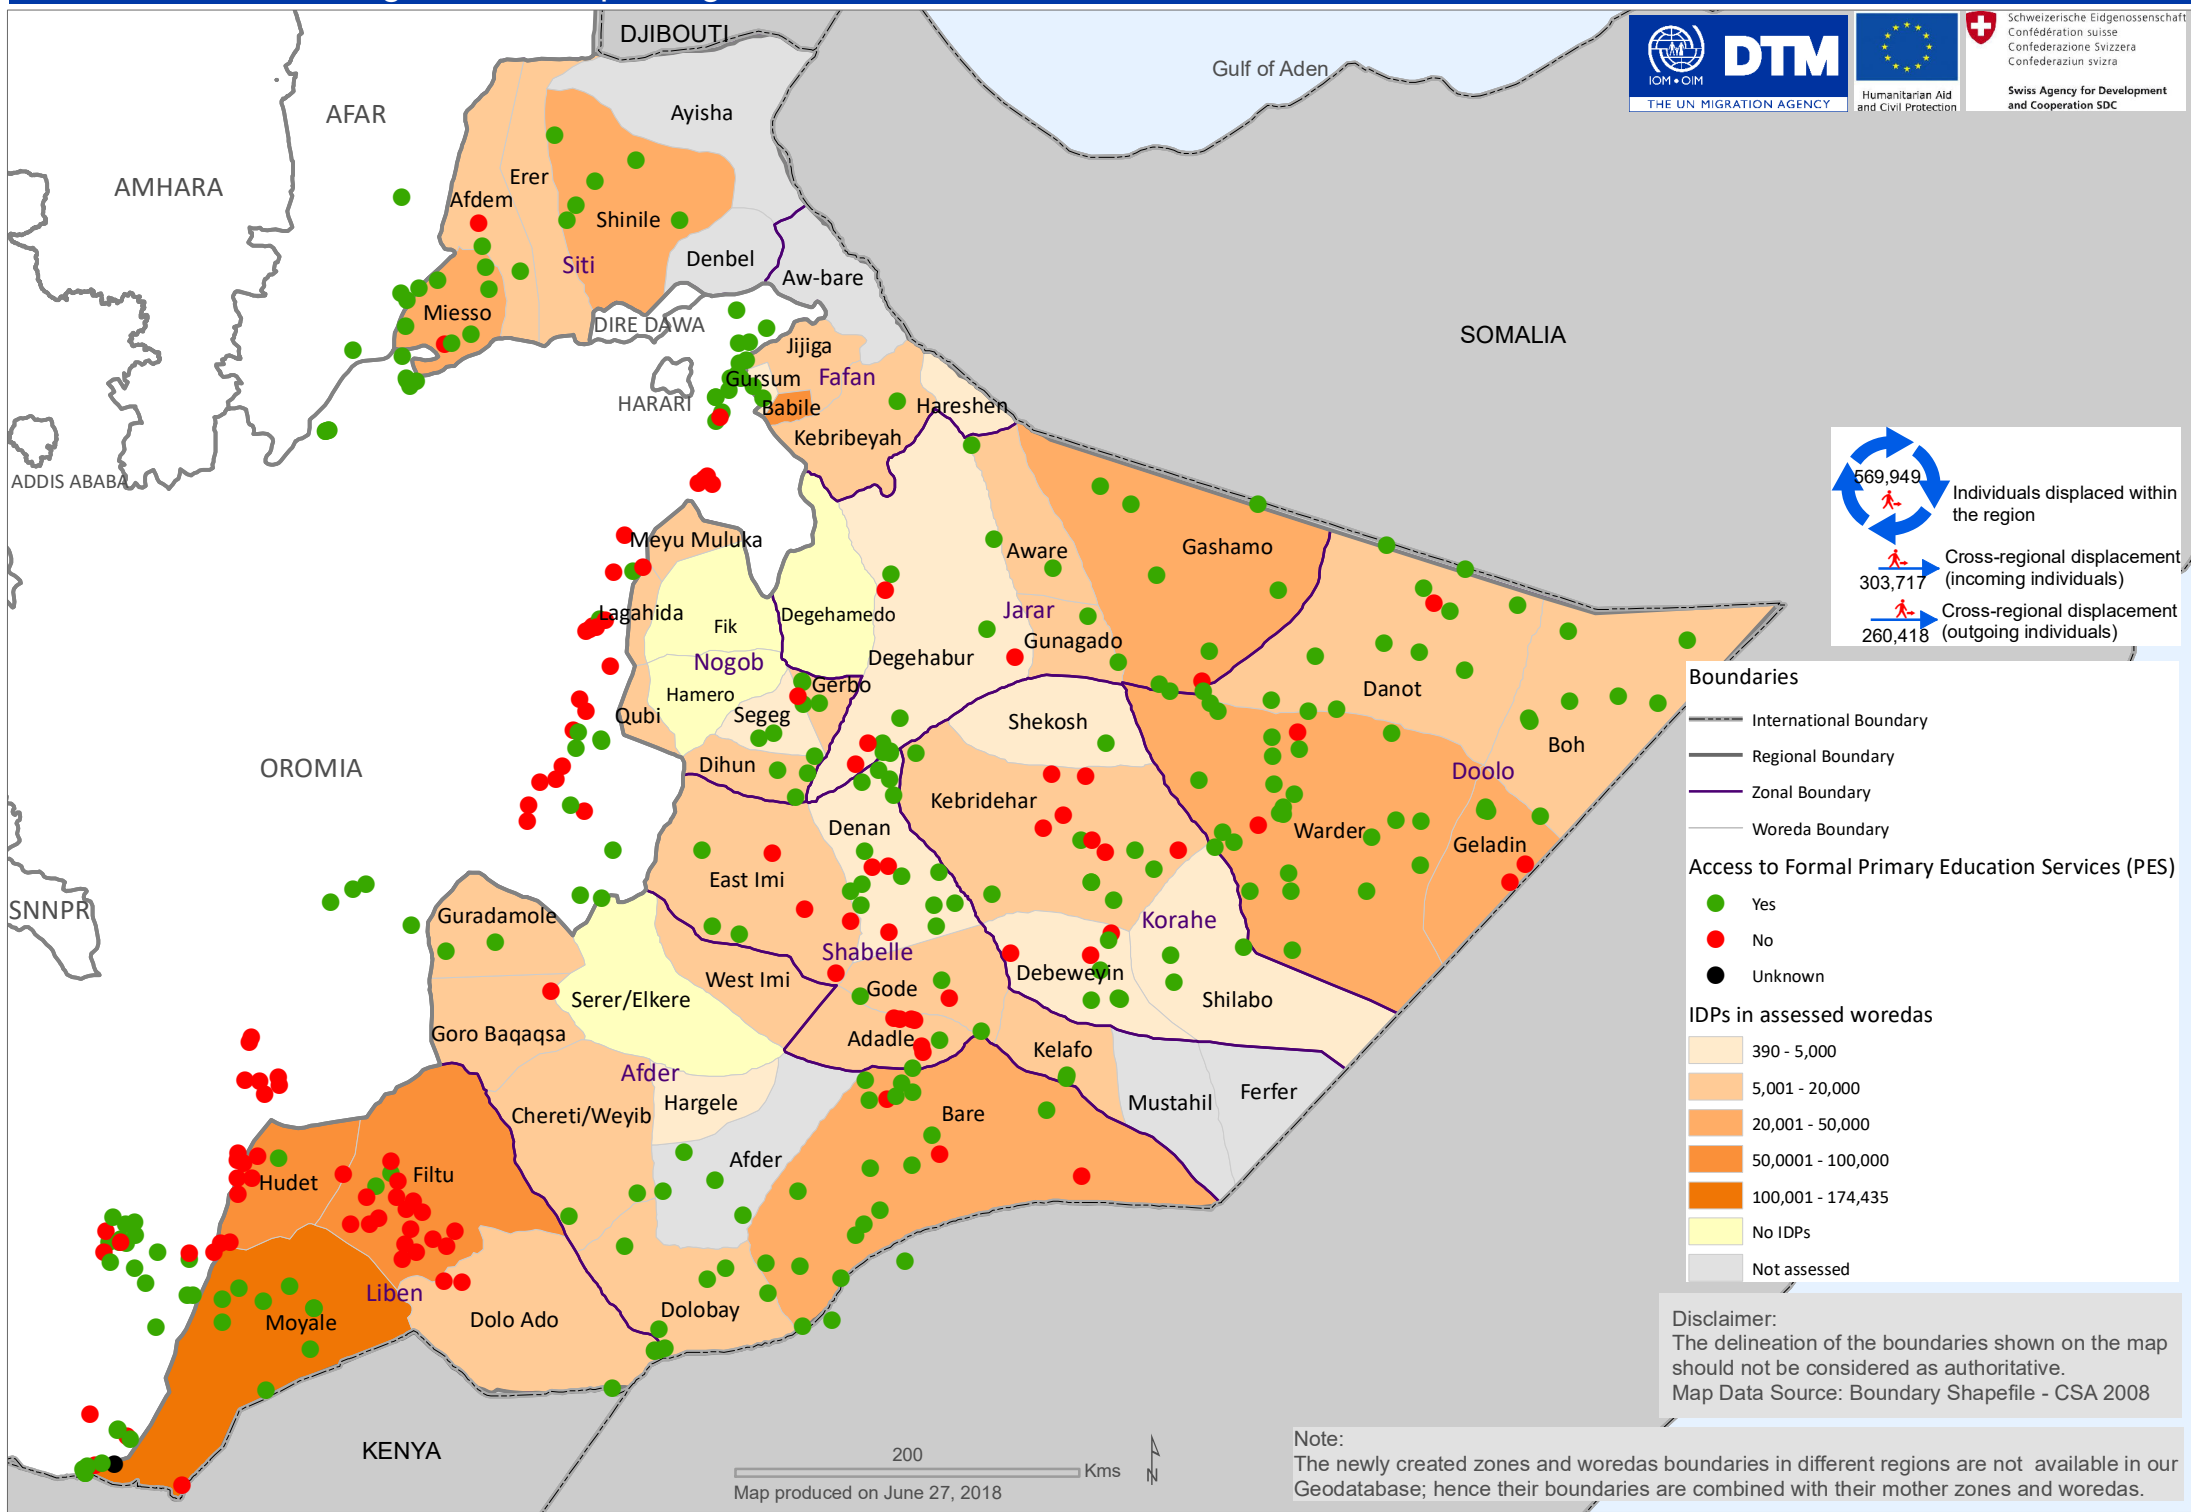 DJIBOUTI
Gulf of Aden
IOM • OIM
DTM
THE UN MIGRATION AGENCY
Humanitarian Aid
and Civil Protection
Schweizerische Eidgenossenschaft
Confédération suisse
Confederazione Svizzera
Confederaziun svizra
Swiss Agency for Development
and Cooperation SDC
AFAR
Ayisha
AMHARA
Erer
Afdem
Shinile
Siti
Denbel
Aw-bare
Miesso
DIRE DAWA
SOMALIA
Jijiga
Gursum
Fafan
HARARI
Babile
Hareshen
Kebribeyah
ADDIS ABABA
569,949
Individuals displaced within
the region
Cross-regional displacement
303,717
(incoming individuals)
Cross-regional displacement
260,418
(outgoing individuals)
Meyu Muluka
Aware
Gashamo
Lagahida
Fik
Degehamedo
Jarar
Gunagado
Nogob
Degehabur
Hamero
Gerbo
Danot
Qubi
Segeg
Shekosh
Boh
OROMIA
Dihun
Doolo
Kebridehar
Denan
Warder
Geladin
East Imi
SNNPR
Guradamole
Korahe
Shabelle
West Imi
Debeweyin
Serer/Elkere
Gode
Shilabo
Goro Baqaqsa
Adadle
Kelafo
Afder
Hargele
Mustahil
Ferfer
Chereti/Weyib
Bare
Afder
Hudet
Filtu
Liben
Moyale
Dolo Ado
Dolobay
KENYA
Boundaries
International Boundary
Regional Boundary
Zonal Boundary
Woreda Boundary
Access to Formal Primary Education Services (PES)
Yes
No
Unknown
IDPs in assessed woredas
390 - 5,000
5,001 - 20,000
20,001 - 50,000
50,0001 - 100,000
100,001 - 174,435
No IDPs
Not assessed
Disclaimer:
The delineation of the boundaries shown on the map
should not be considered as authoritative.
Map Data Source: Boundary Shapefile - CSA 2008
200
Kms
N
Map produced on June 27, 2018
Note:
The newly created zones and woredas boundaries in different regions are not available in our
Geodatabase; hence their boundaries are combined with their mother zones and woredas.